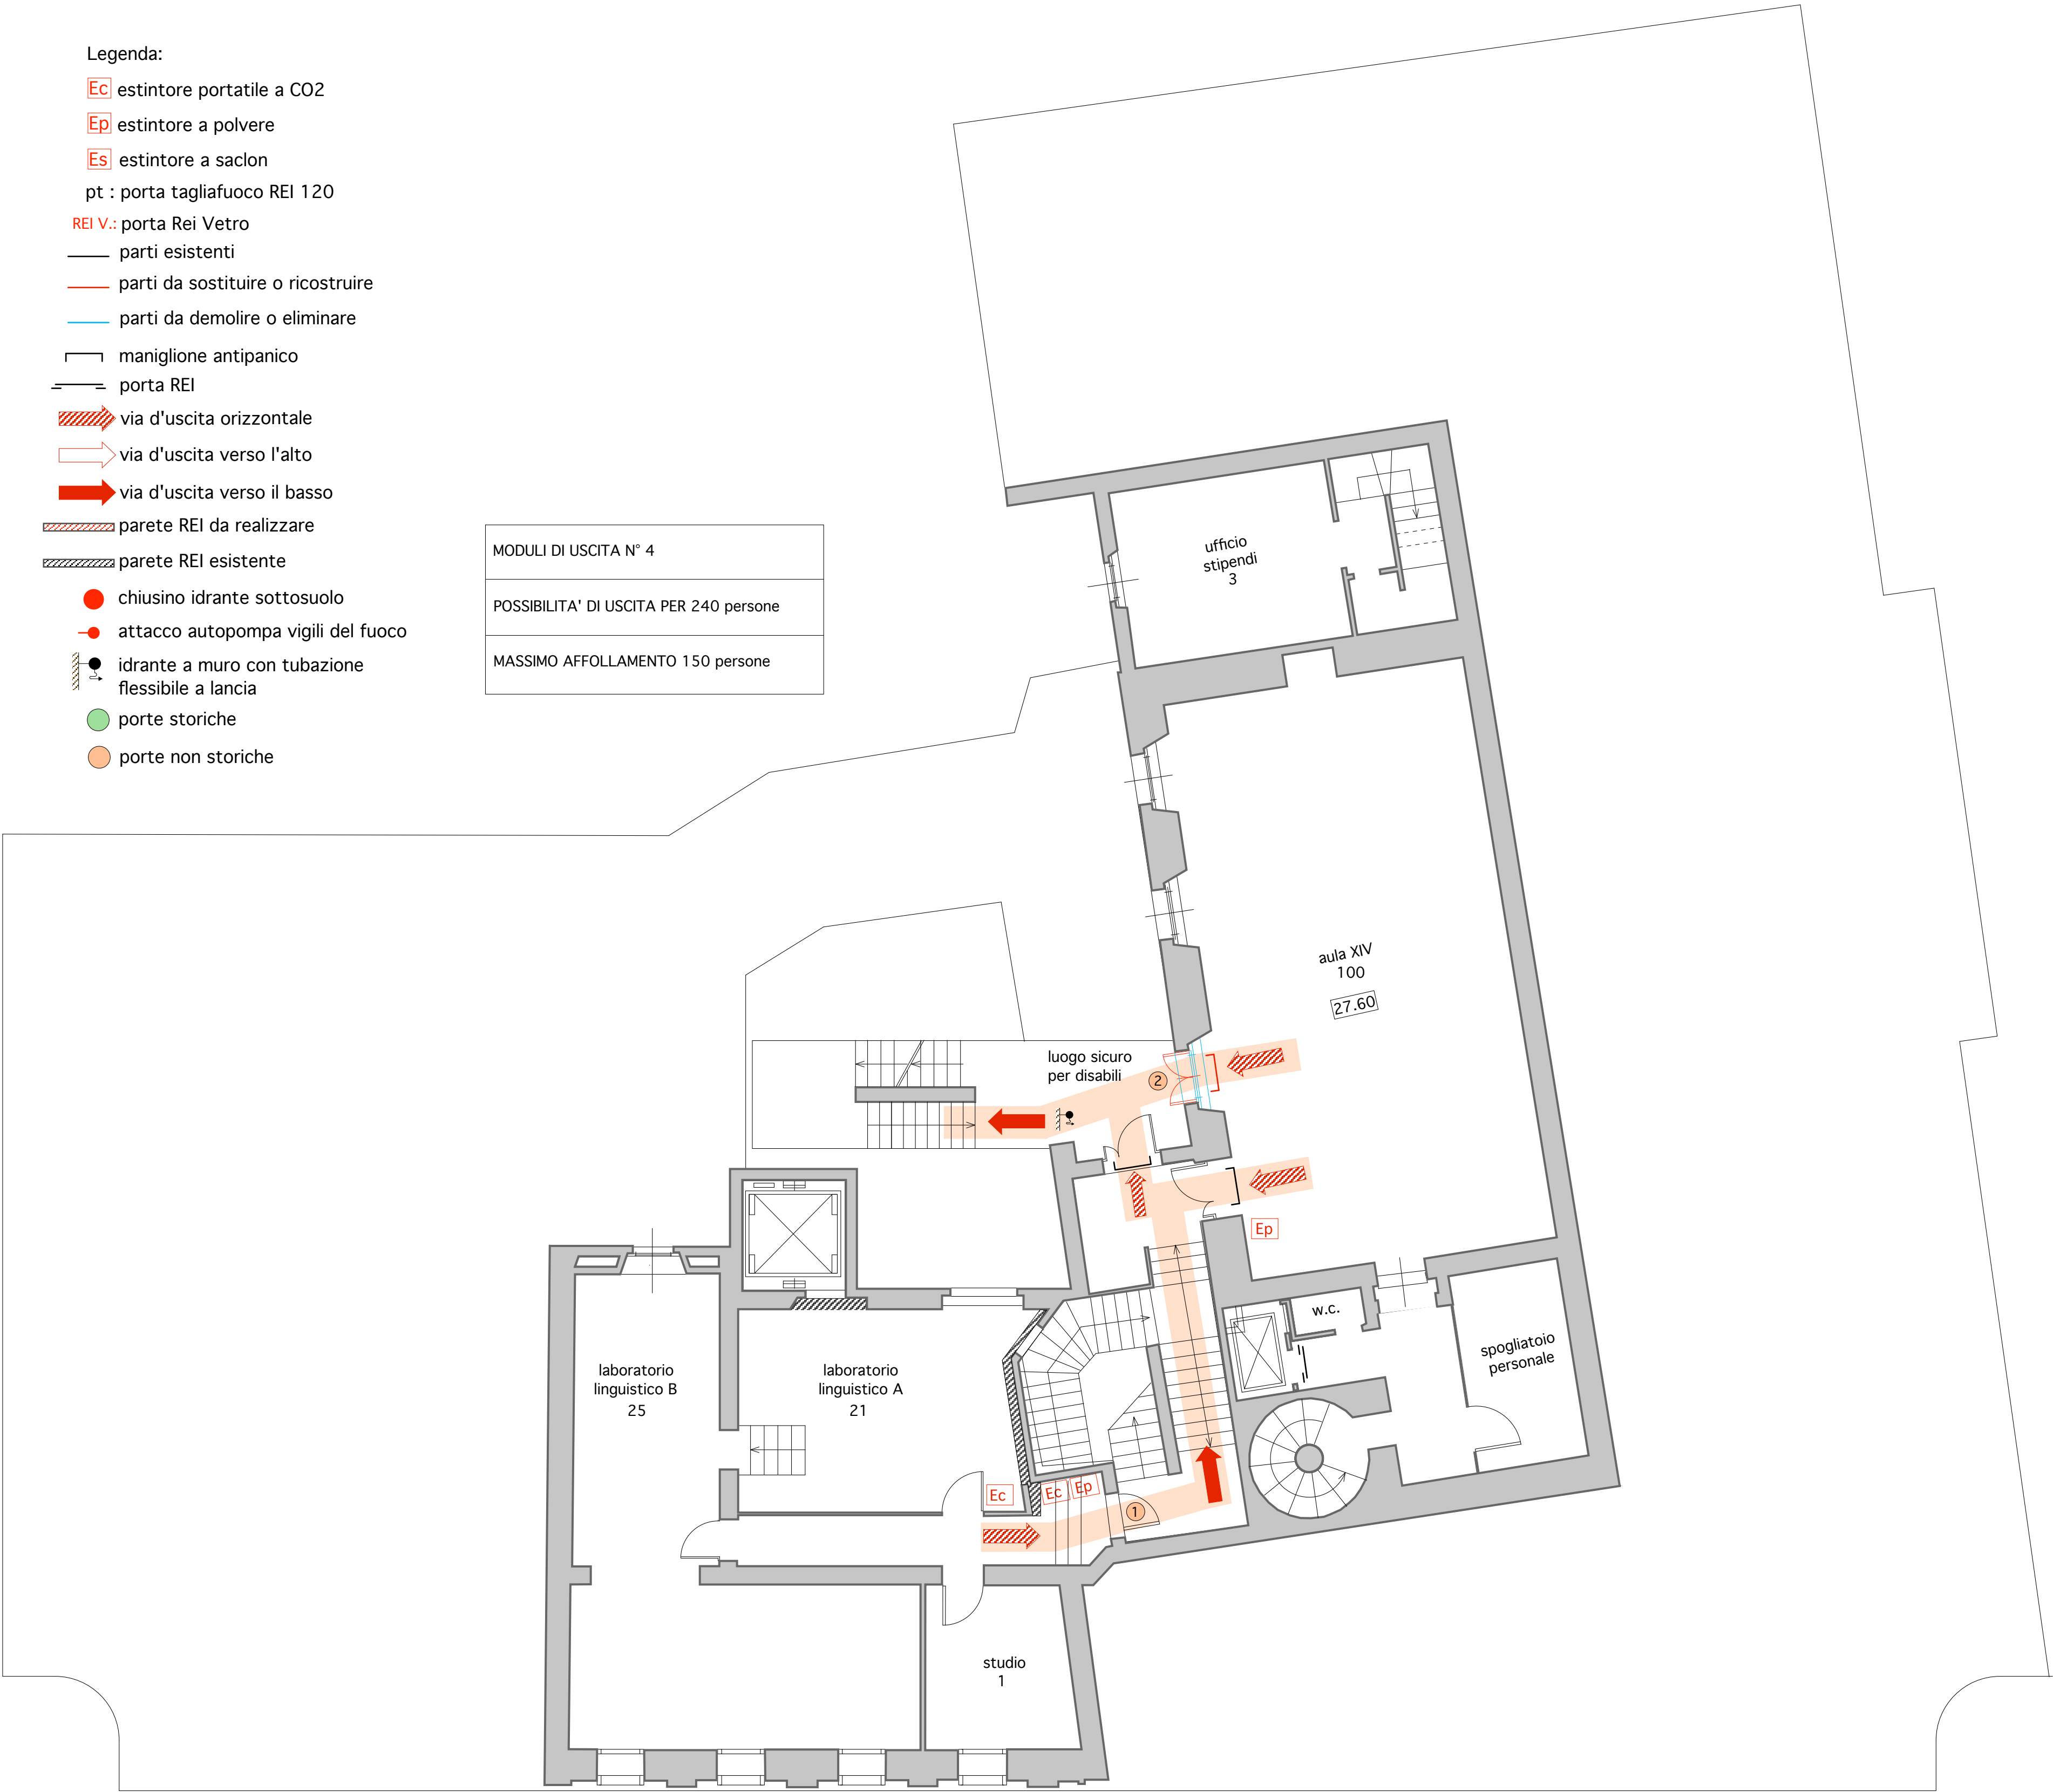 Legenda:
Ec estintore portatile a CO2
Ep estintore a polvere
Es estintore a saclon
pt : porta tagliafuoco REI 120
REI V.: porta Rei Vetro
parti esistenti
parti da sostituire o ricostruire
parti da demolire o eliminare
maniglione antipanico
porta REI
via d'uscita orizzontale
via d'uscita verso l'alto
via d'uscita verso il basso
parete REI da realizzare
parete REI esistente
chiusino idrante sottosuolo
attacco autopompa vigili del fuoco
idrante a muro con tubazione
flessibile a lancia
porte storiche
porte non storiche
MODULI DI USCITA N° 4
POSSIBILITA' DI USCITA PER 240 persone
MASSIMO AFFOLLAMENTO 150 persone
ufficio
stipendi
3
aula XIV
100
27.60
luogo sicuro
per disabili
2
Ep
w.c.
spogliatoio
personale
laboratorio
linguistico B
25
laboratorio
linguistico A
21
Ec
Ec
Ep
1
studio
1